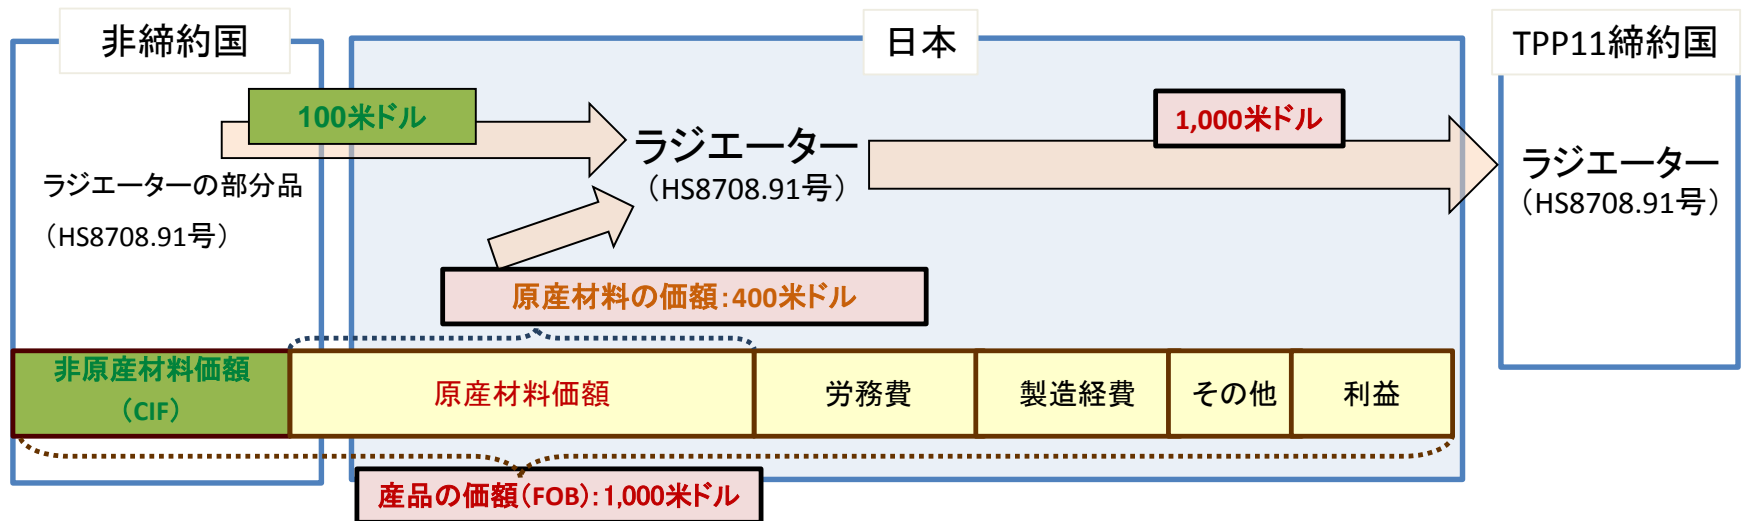 非締約国
日本
TPP11締約国
100米ドル
1,000米ドル
ラジエーターの部分品
（HS8708.91号）
ラジエーター
（HS8708.91号）
ラジエーター
（HS8708.91号）
原産材料の価額：400米ドル
非原産材料価額
（CIF）
原産材料価額
労務費
製造経費
その他
利益
産品の価額（FOB）：1,000米ドル